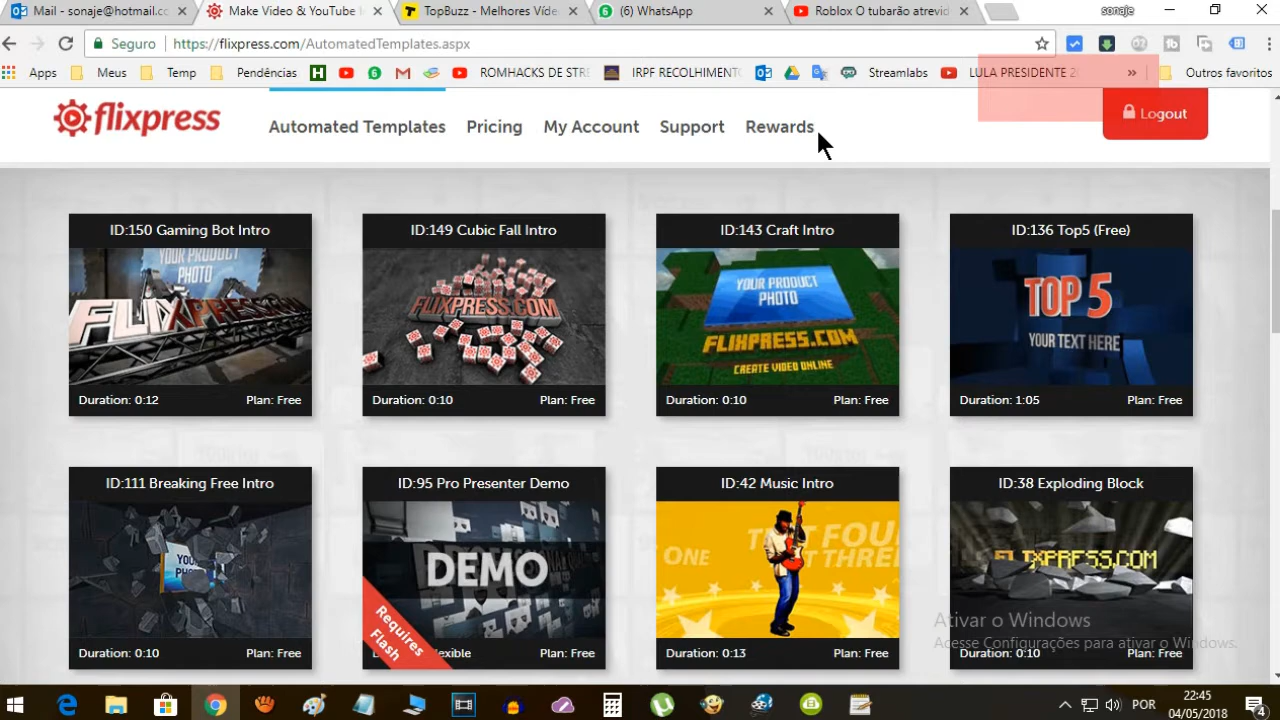 Mail - sonaje@hotmail.c
Make Video & YouTube I
TopBuzz - Melhores Víde
(6) WhatsApp
Roblox O tubarão atrevid
sonaje
Seguro
https://flixpress.com/AutomatedTemplates.aspx
Apps
Meus
Temp
Pendências
ROMHACKS DE STRE
IRPF RECOLHIMENT
Streamlabs
LULA PRESIDENTE 2
»
Outros favoritos
flixpress
Automated Templates
Pricing
My Account
Support
Rewards
Logout
ID:150 Gaming Bot Intro
ID:149 Cubic Fall Intro
ID:143 Craft Intro
ID:136 Top5 (Free)
YOUR PRODUCT
PHOTO
FLIXPRESS.COM
FLIXPRESS.COM
YOUR PRODUCT
PHOTO
FLIXPRESS.COM
CREATE VIDEO ONLINE
TOP 5
YOUR TEXT HERE
Duration: 0:12
Plan: Free
Duration: 0:10
Plan: Free
Duration: 0:10
Plan: Free
Duration: 1:05
Plan: Free
ID:111 Breaking Free Intro
ID:95 Pro Presenter Demo
ID:42 Music Intro
ID:38 Exploding Block
DEMO
Requires
Flash
ONE
FLIXPRESS.COM
Duration: 0:10
Plan: Free
exible
Plan: Free
Duration: 0:13
Plan: Free
Duration: 0:10
Plan: Free
Ativar o Windows
Acesse Configurações para ativar o Windows.
POR
22:45
04/05/2018
4